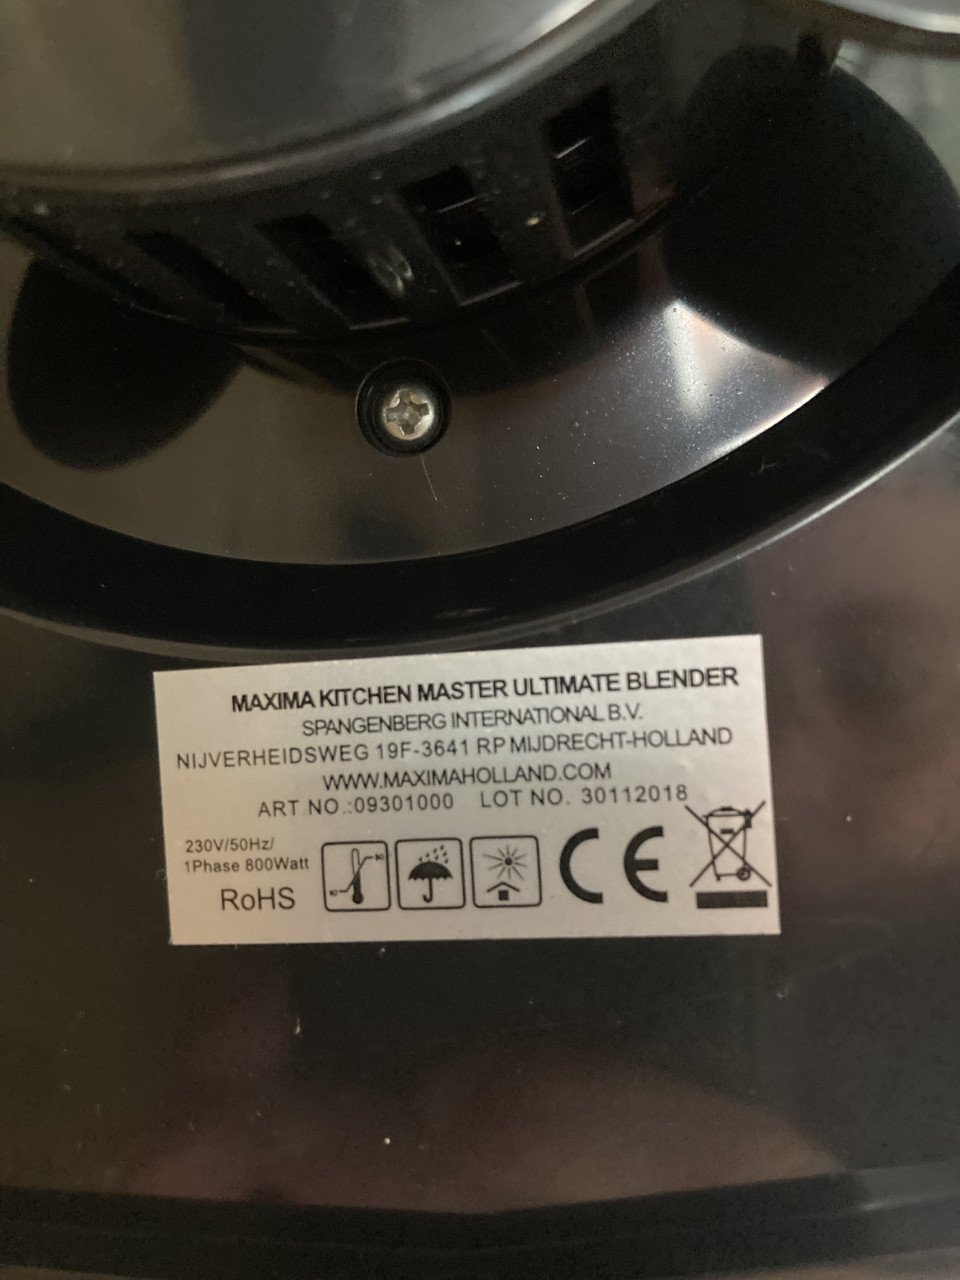 MAXIMA KITCHEN MASTER ULTIMATE BLENDER
SPANGENBERG INTERNATIONAL B.V.
NIJVERHEIDSWEG 19F-3641 RP MIJDRECHT-HOLLAND
WWW.MAXIMAHOLLAND.COM
ART NO.:09301000 LOT NO. 30112018
230V/50Hz/
1Phase 800Watt
RoHS
CE